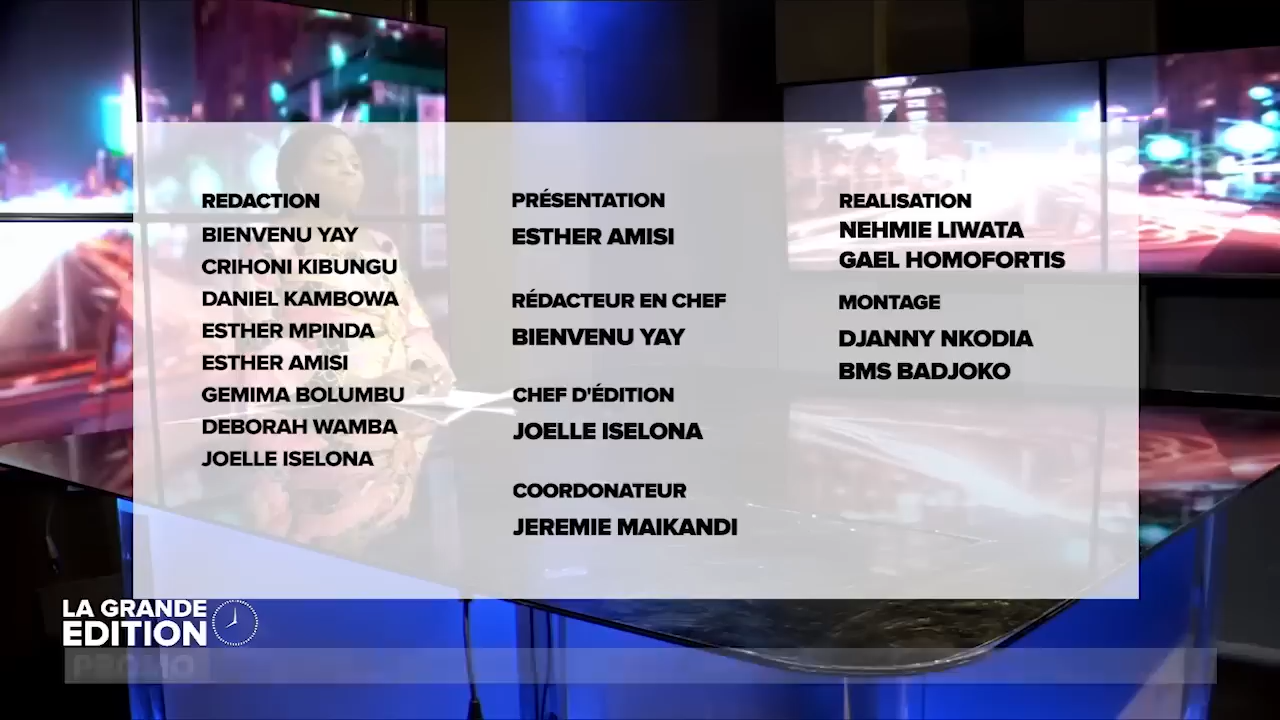 REDACTION
BIENVENU YAY
CRIHONI KIBUNGU
DANIEL KAMBOWA
ESTHER MPINDA
ESTHER AMISI
GEMIMA BOLUMBU
DEBORAH WAMBA
JOELLE ISELONA
PRÉSENTATION
ESTHER AMISI
RÉDACTEUR EN CHEF
BIENVENU YAY
CHEF D'ÉDITION
JOELLE ISELONA
COORDONATEUR
JEREMIE MAIKANDI
REALISATION
NEHMIE LIWATA
GAEL HOMOFORTIS
MONTAGE
DJANNY NKODIA
BMS BADJOKO
LA GRANDE
EDITION
PROMO